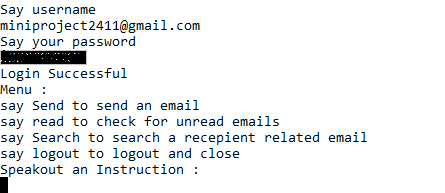 Say username
miniproject2411@gmail.com
Say your password
Login Successful
Menu :
say Send to send an email
say read to check for unread emails
say Search to search a recepient related email
say logout to logout and close
Speakout an Instruction :